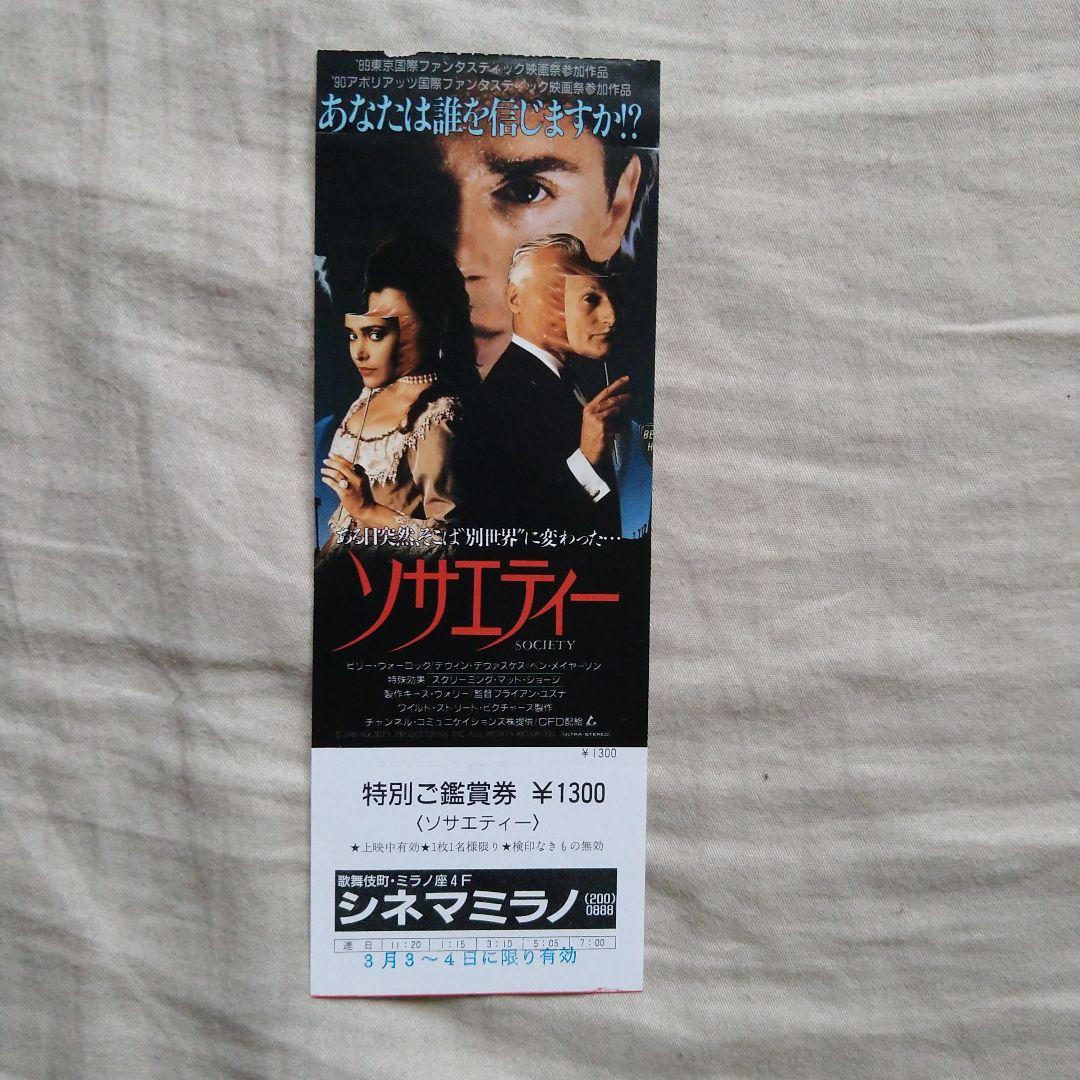 '89東京国際ファンタスティック映画祭参加作品
'90アボリアッツ国際ファンタスティック映画祭参加作品
あなたは誰を信じますか!?
BE
H
ある日突然、そこは"別世界"に変わった…
ソサエティー
SOCIETY
ビリー・ウォーロック/デヴィン・デヴァスケス/ベン・メイヤーソン
特殊効果 スクリーミング・マット・ジョージ
製作キース・ウォリー/監督ブライアン・ユズナ
ワイルド・ストリート・ピクチャーズ製作
チャンネル・コミュニケイションズ株提供/CFD配給
SOCIETY PRODUCTIONS INC. ALL RIGHTS RESERVED. ULTRA-STEREO
¥1300
特別ご鑑賞券 ¥1300
〈ソサエティー〉
★上映中有効★1枚1名様限り★検印なきもの無効
歌舞伎町・ミラノ座4F
シネマミラノ (200)0888
連日 11:20 1:15 3:10 5:05 7:00
3月3〜4日に限り有効